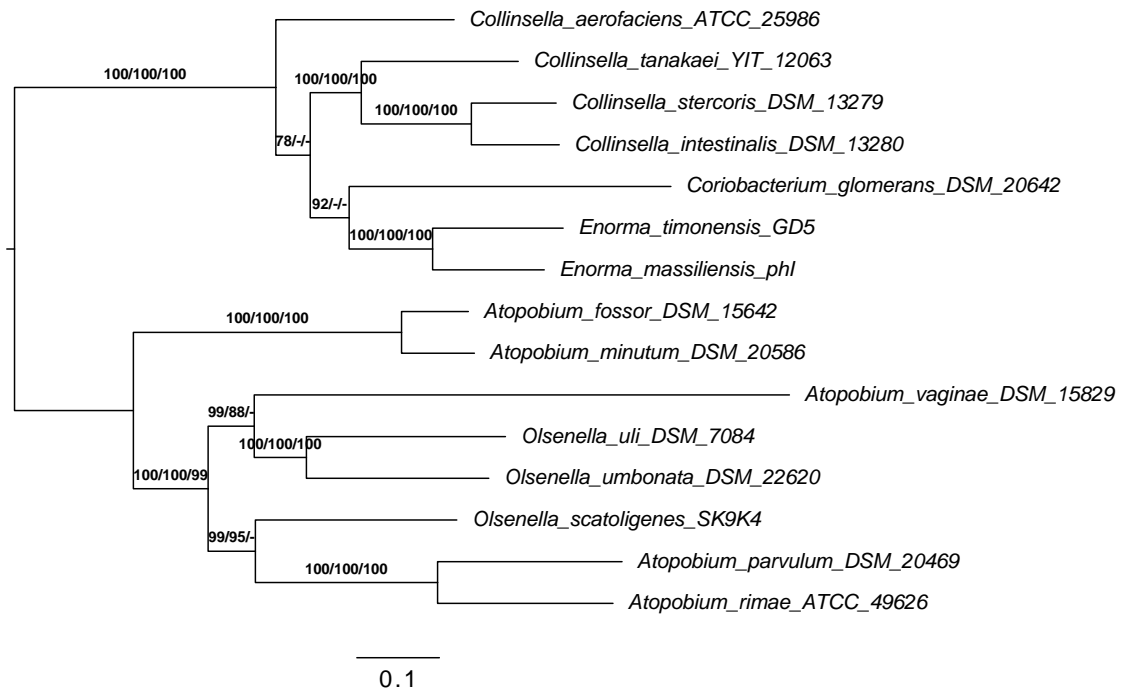 Collinsella_aerofaciens_ATCC_25986
Collinsella_tanakaei_YIT_12063
100/100/100
100/100/100
Collinsella_stercoris_DSM_13279
100/100/100
Collinsella_intestinalis_DSM_13280
78/-/-
Coriobacterium_glomerans_DSM_20642
92/-/-
Enorma_timonensis_GD5
100/100/100
Enorma_massiliensis_phI
Atopobium_fossor_DSM_15642
100/100/100
Atopobium_minutum_DSM_20586
Atopobium_vaginae_DSM_15829
99/88/-
Olsenella_uli_DSM_7084
100/100/100
Olsenella_umbonata_DSM_22620
100/100/99
Olsenella_scatoligenes_SK9K4
99/95/-
Atopobium_parvulum_DSM_20469
100/100/100
Atopobium_rimae_ATCC_49626
0.1